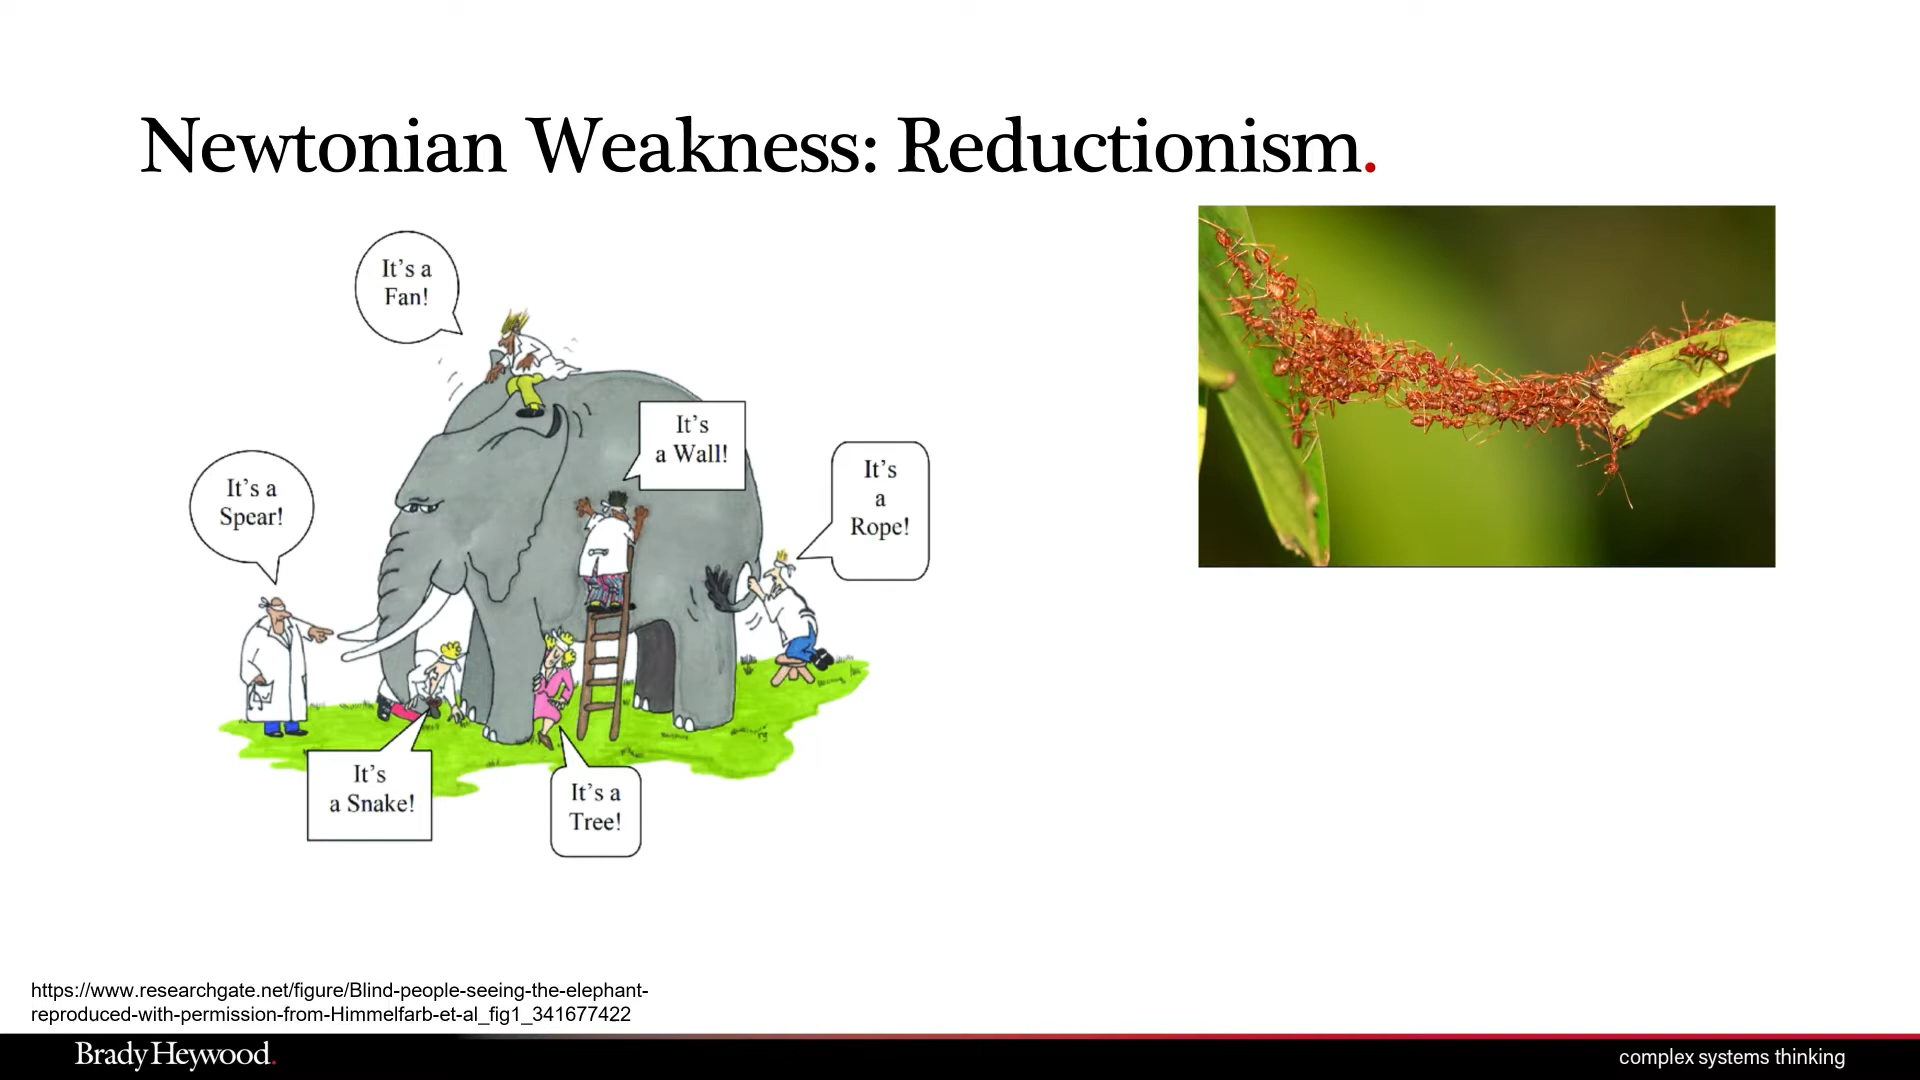 Newtonian Weakness: Reductionism.
It's a
Fan!
It's
a Wall!
It's
a
Rope!
It's a
Spear!
It's
a Snake!
It's a
Tree!
https://www.researchgate.net/figure/Blind-people-seeing-the-elephant-
reproduced-with-permission-from-Himmelfarb-et-al_fig1_341677422
Brady Heywood.
complex systems thinking